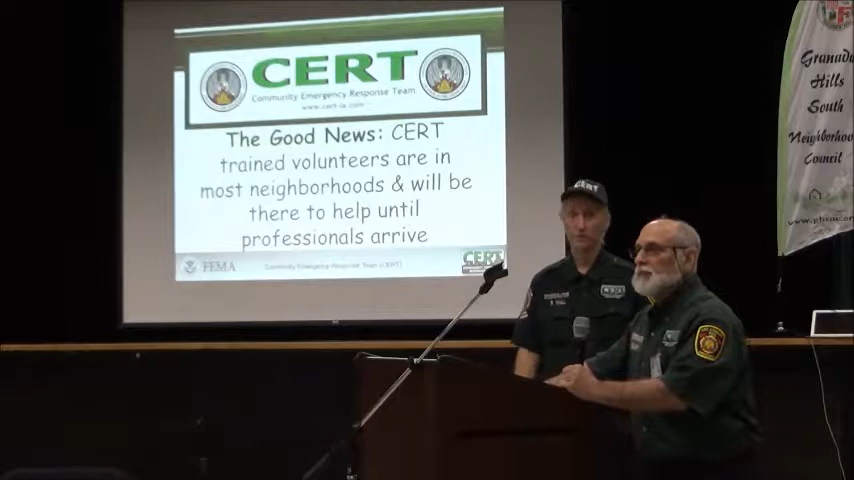 CERT
Community Emergency Response Team
www.cert-la.com
The Good News: CERT
trained volunteers are in
most neighborhoods & will be
there to help until
professionals arrive
FEMA
Community Emergency Response Team (CERT)
CERT
CERT
CERT
Granada
Hills
South
Neighborhood
Council